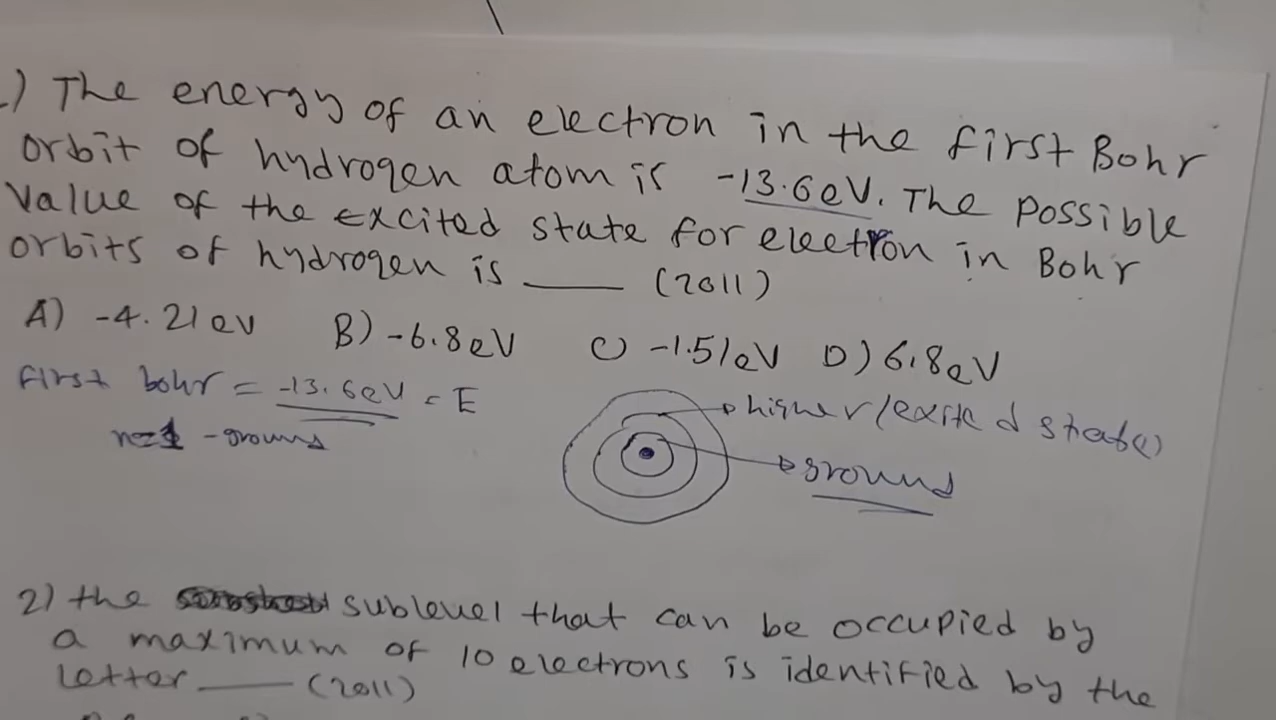 .) The energy of an electron in the first Bohr
orbit of hydrogen atom is -13.6eV. The possible
Value of the Excited state for electron in Bohr
orbits of hydrogen is ____ (2011)
A) -4.21eV B) -6.8eV C) -1.51eV D) 6.8eV
First bohr = -13.6eV = E
higher/exited state(s)
n=1 - ground
ground
2) the sublevel that can be occupied by
a maximum of 10 electrons is identified by the
letter ____ (2011)